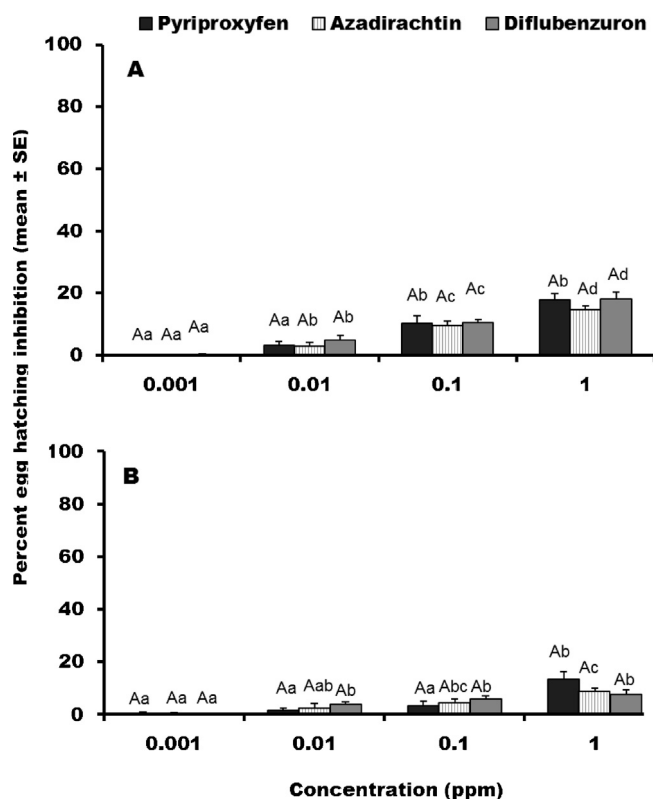 Pyriproxyfen Azadirachtin Diflubenzuron
Percent egg hatching inhibition (mean ± SE)
A
100
80
60
40
20
0
Aa Aa Aa
Aa Ab Ab
Ab Ac Ac
Ab Ad Ad
0.001 0.01 0.1 1
B
100
80
60
40
20
0
Aa Aa Aa
Aa Aab Ab
Aa Abc Ab
Ab Ac Ab
0.001 0.01 0.1 1
Concentration (ppm)